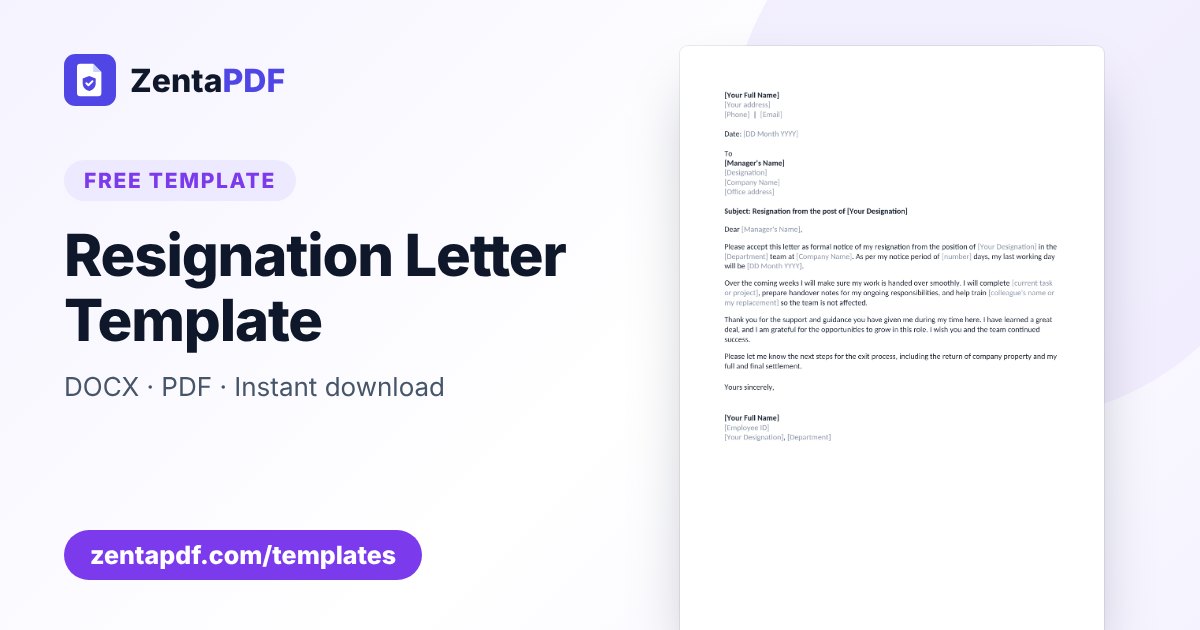 ZentaPDF
FREE TEMPLATE
Resignation Letter
Template
DOCX · PDF · Instant download
zentapdf.com/templates
[Your Full Name]
[Your address]
[Phone] | [Email]
Date: [DD Month YYYY]
To
[Manager's Name]
[Designation]
[Company Name]
[Office address]
Subject: Resignation from the post of [Your Designation]
Dear [Manager's Name],
Please accept this letter as formal notice of my resignation from the position of [Your Designation] in the
[Department] team at [Company Name]. As per my notice period of [number] days, my last working day
will be [DD Month YYYY].
Over the coming weeks I will make sure my work is handed over smoothly. I will complete [current task
or project], prepare handover notes for my ongoing responsibilities, and help train [colleague's name or
my replacement] so the team is not affected.
Thank you for the support and guidance you have given me during my time here. I have learned a great
deal, and I am grateful for the opportunities to grow in this role. I wish you and the team continued
success.
Please let me know the next steps for the exit process, including the return of company property and my
full and final settlement.
Yours sincerely,
[Your Full Name]
[Employee ID]
[Your Designation], [Department]